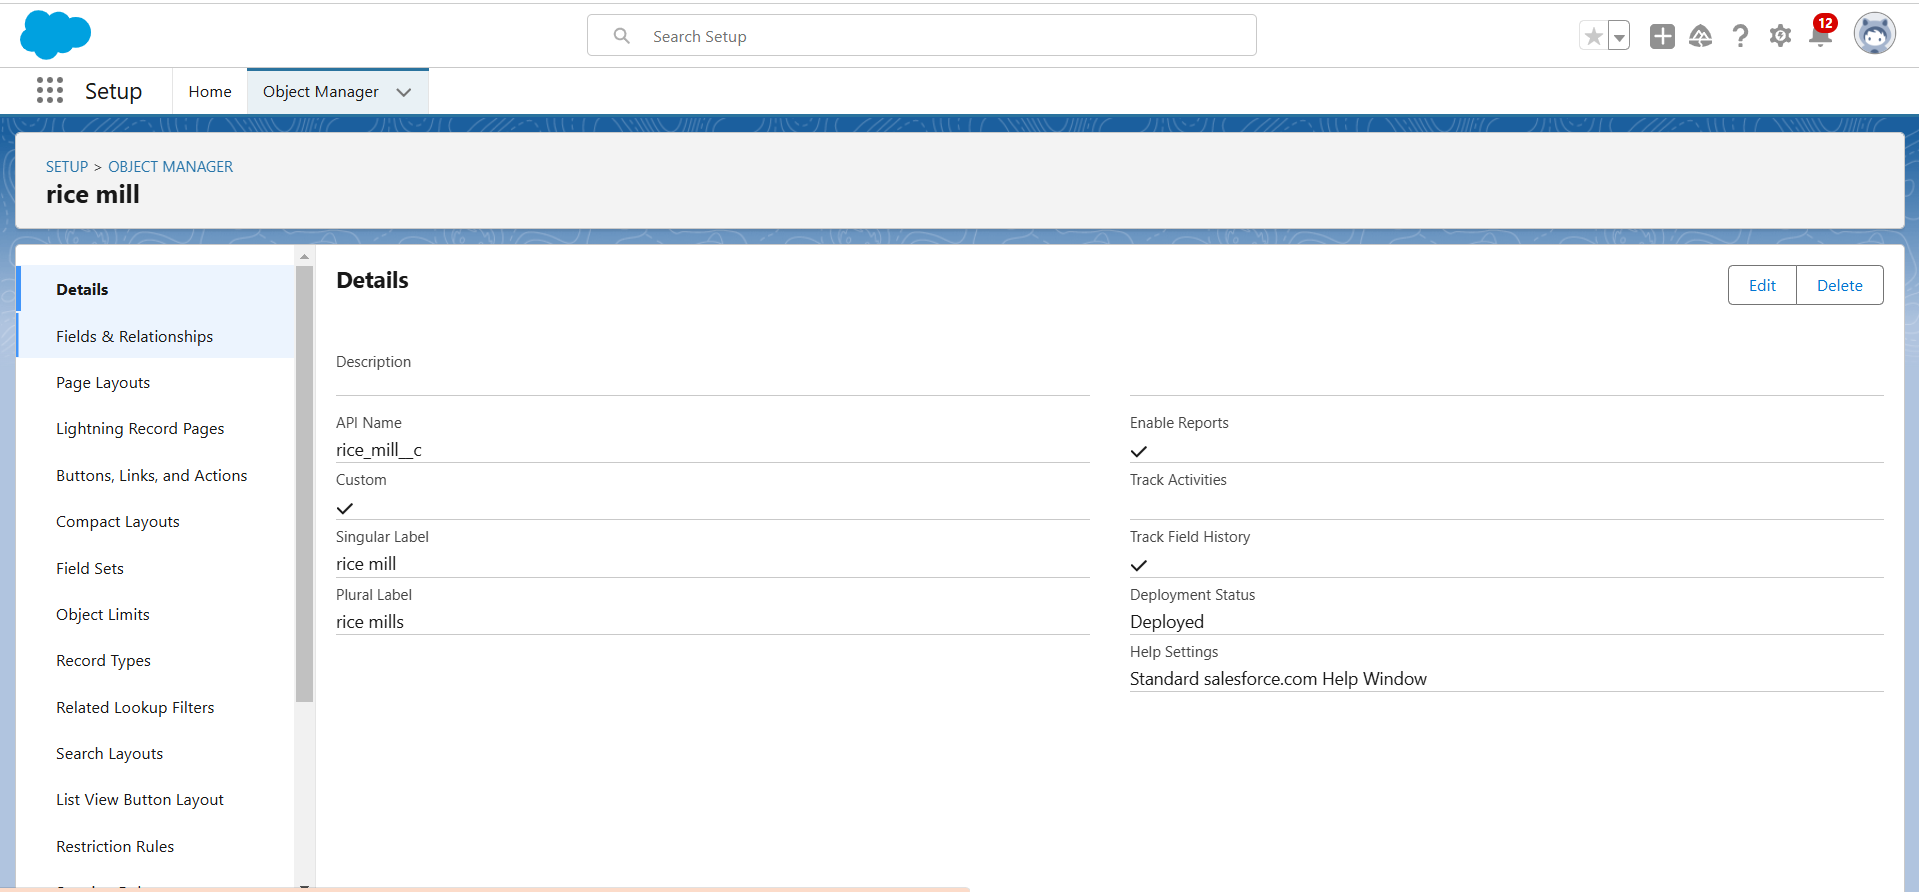 Search Setup
12
Setup
Home
Object Manager
SETUP > OBJECT MANAGER
rice mill
Details
Fields & Relationships
Page Layouts
Lightning Record Pages
Buttons, Links, and Actions
Compact Layouts
Field Sets
Object Limits
Record Types
Related Lookup Filters
Search Layouts
List View Button Layout
Restriction Rules
Details
Edit
Delete
Description
API Name
rice_mill__c
Custom
Singular Label
rice mill
Plural Label
rice mills
Enable Reports
Track Activities
Track Field History
Deployment Status
Deployed
Help Settings
Standard salesforce.com Help Window